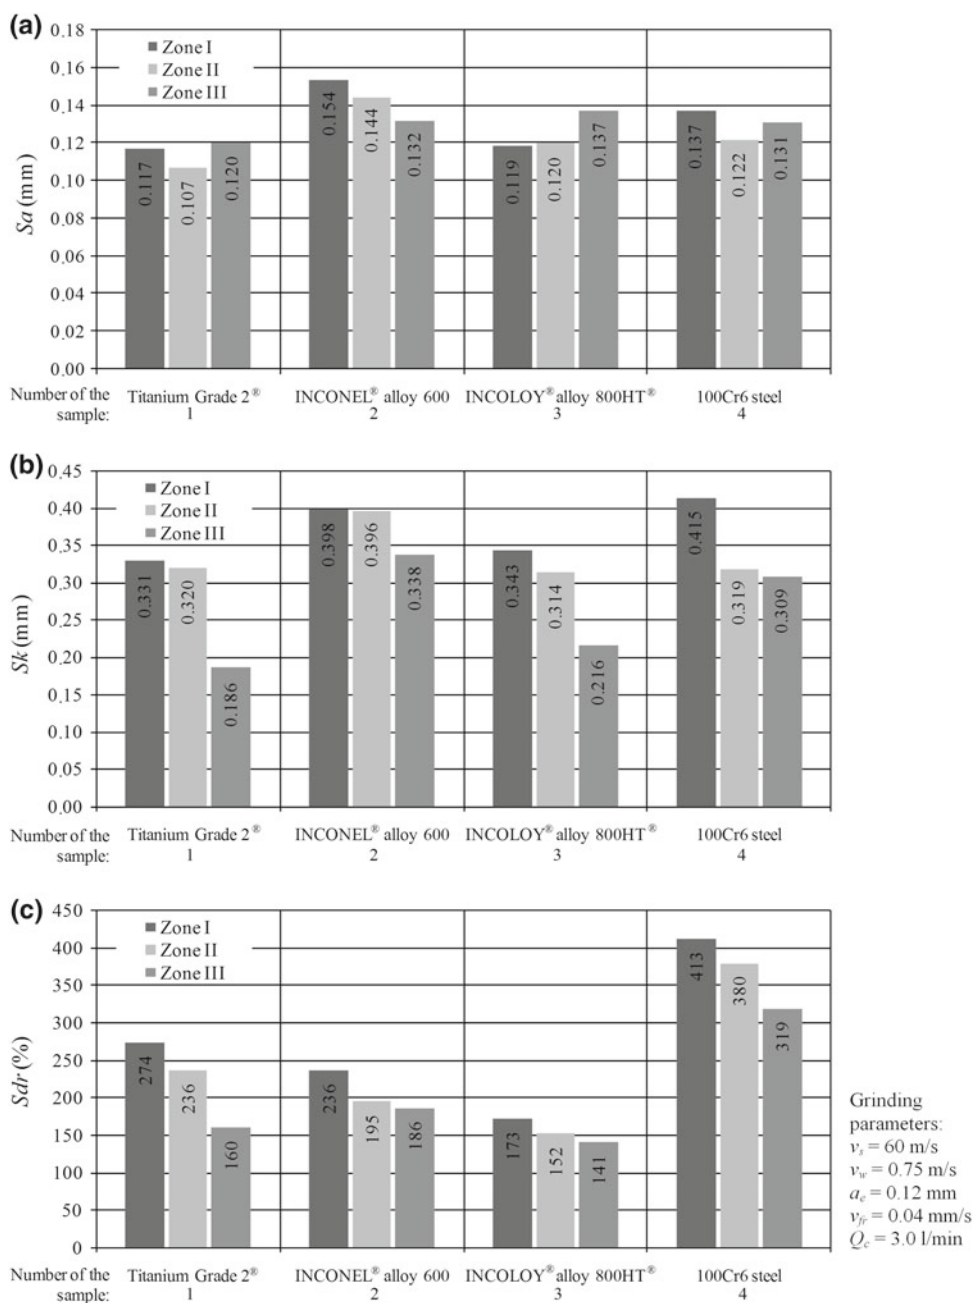 (a)
0.18
0.16
0.14
0.12
0.10
0.08
0.06
0.04
0.02
0.00
Sa (mm)
Zone I
Zone II
Zone III
0.117
0.107
0.120
0.154
0.144
0.132
0.119
0.120
0.137
0.137
0.122
0.131
Number of the sample:
Titanium Grade 2®
1
INCONEL® alloy 600
2
INCOLOY® alloy 800HT®
3
100Cr6 steel
4
(b)
0.45
0.40
0.35
0.30
0.25
0.20
0.15
0.10
0.05
0.00
Sk (mm)
Zone I
Zone II
Zone III
0.331
0.320
0.186
0.398
0.396
0.338
0.343
0.314
0.216
0.415
0.319
0.309
Number of the sample:
Titanium Grade 2®
1
INCONEL® alloy 600
2
INCOLOY® alloy 800HT®
3
100Cr6 steel
4
(c)
450
400
350
300
250
200
150
100
50
0
Sdr (%)
Zone I
Zone II
Zone III
274
236
160
236
195
186
173
152
141
413
380
319
Number of the sample:
Titanium Grade 2®
1
INCONEL® alloy 600
2
INCOLOY® alloy 800HT®
3
100Cr6 steel
4
Grinding
parameters:
vs = 60 m/s
vw = 0.75 m/s
ae = 0.12 mm
vfr = 0.04 mm/s
Qc = 3.0 l/min